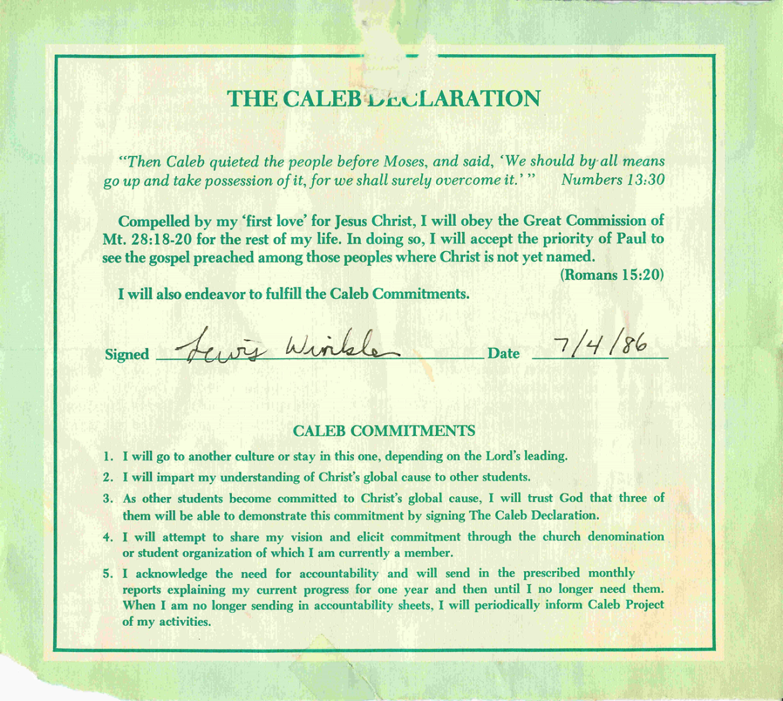 THE CALEB DECLARATION
“Then Caleb quieted the people before Moses, and said, ‘We should by all means
go up and take possession of it, for we shall surely overcome it.’ ” Numbers 13:30
Compelled by my ‘first love’ for Jesus Christ, I will obey the Great Commission of
Mt. 28:18-20 for the rest of my life. In doing so, I will accept the priority of Paul to
see the gospel preached among those peoples where Christ is not yet named.
(Romans 15:20)
I will also endeavor to fulfill the Caleb Commitments.
Signed Lewis Winkler Date 7/4/86
CALEB COMMITMENTS
1. I will go to another culture or stay in this one, depending on the Lord’s leading.
2. I will impart my understanding of Christ’s global cause to other students.
3. As other students become committed to Christ’s global cause, I will trust God that three of
them will be able to demonstrate this commitment by signing The Caleb Declaration.
4. I will attempt to share my vision and elicit commitment through the church denomination
or student organization of which I am currently a member.
5. I acknowledge the need for accountability and will send in the prescribed monthly
reports explaining my current progress for one year and then until I no longer need them.
When I am no longer sending in accountability sheets, I will periodically inform Caleb Project
of my activities.